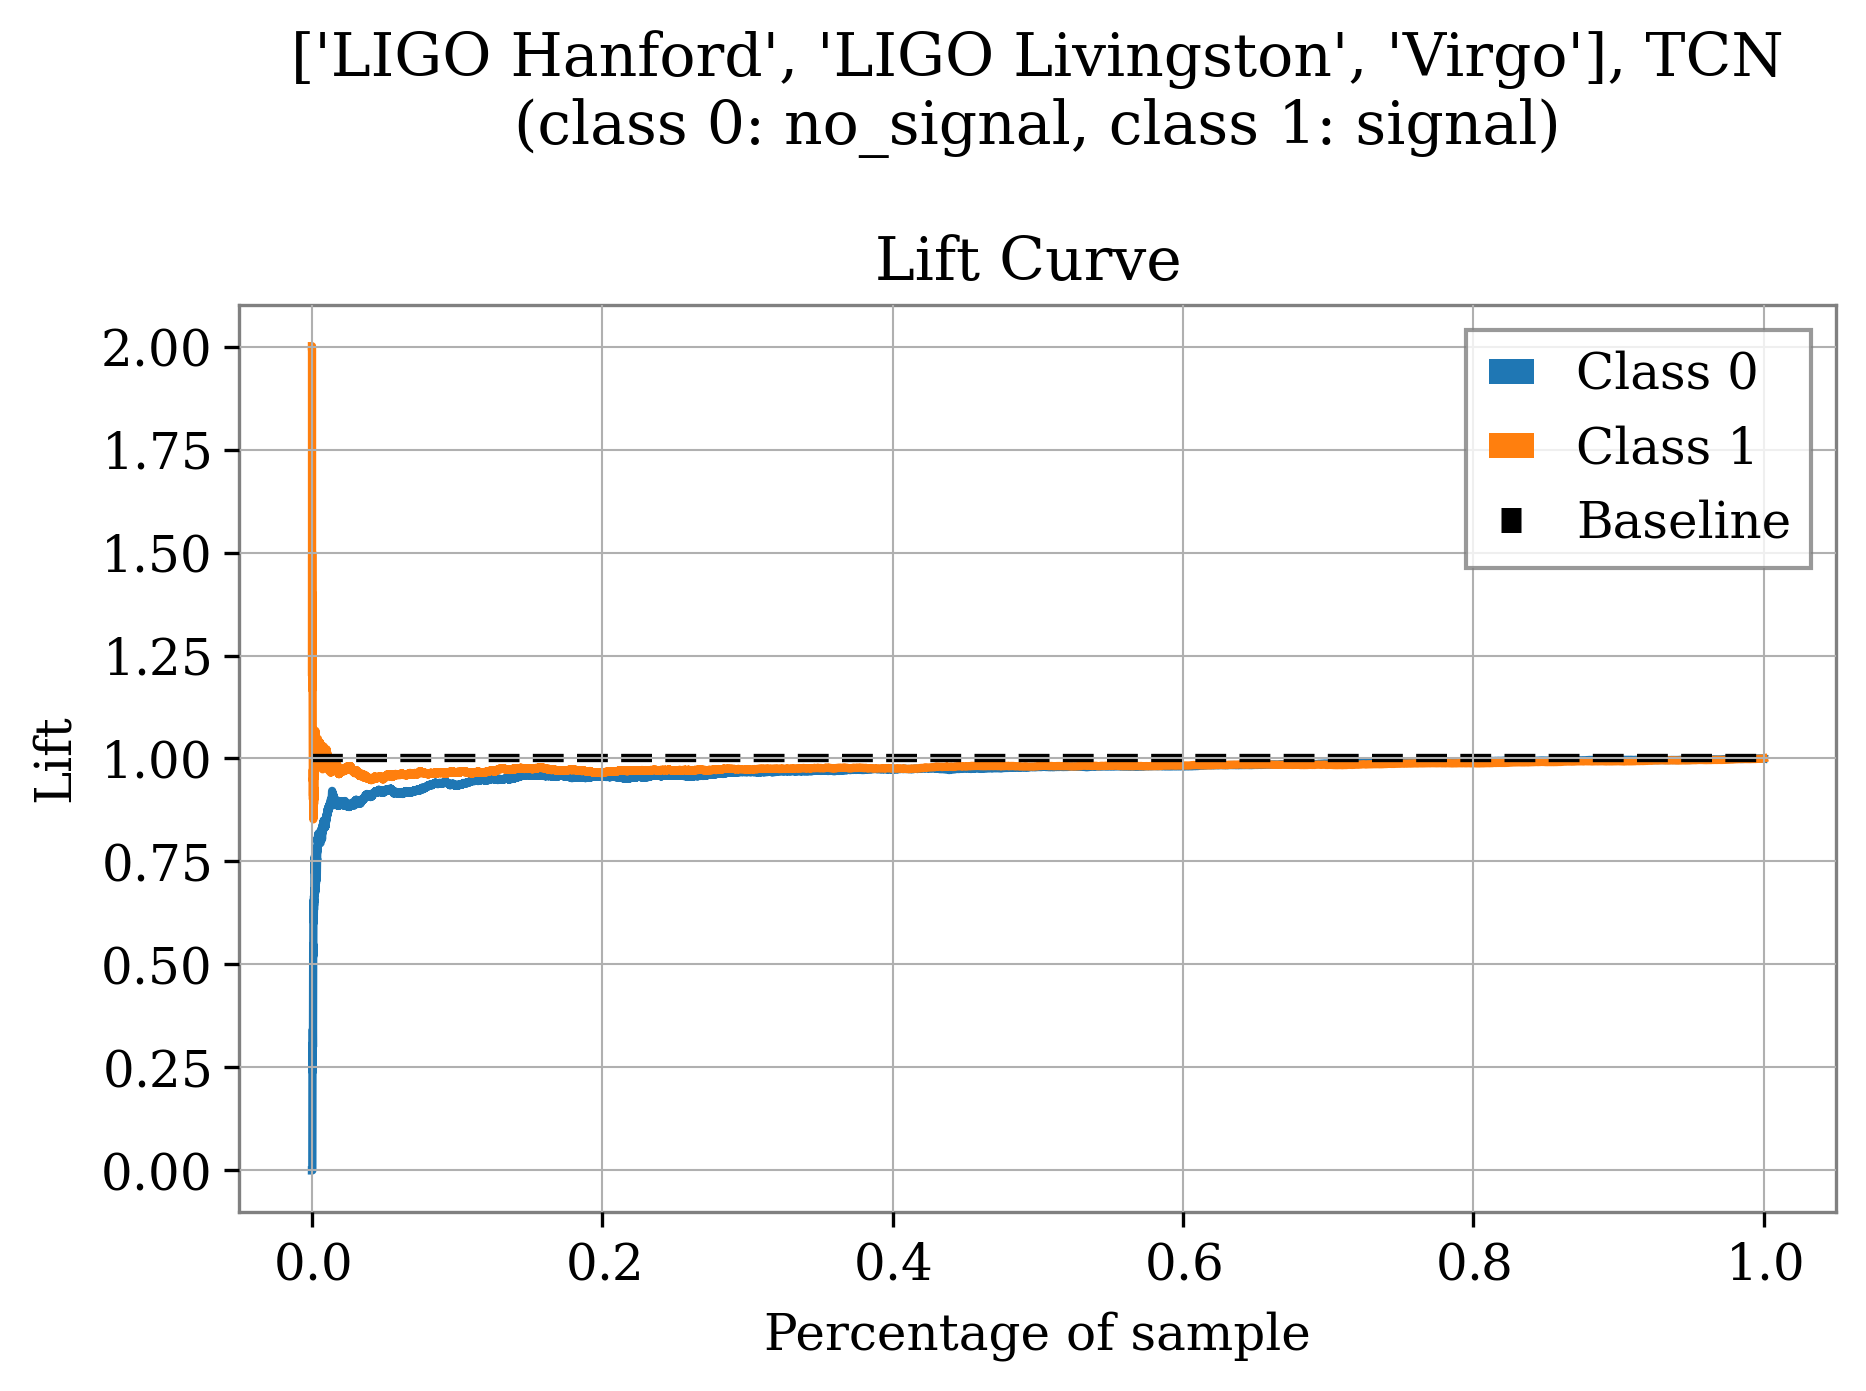 ['LIGO Hanford', 'LIGO Livingston', 'Virgo'], TCN
(class 0: no_signal, class 1: signal)
Lift Curve
2.00
1.75
1.50
1.25
1.00
0.75
0.50
0.25
0.00
Lift
Class 0
Class 1
Baseline
0.0 0.2 0.4 0.6 0.8 1.0
Percentage of sample